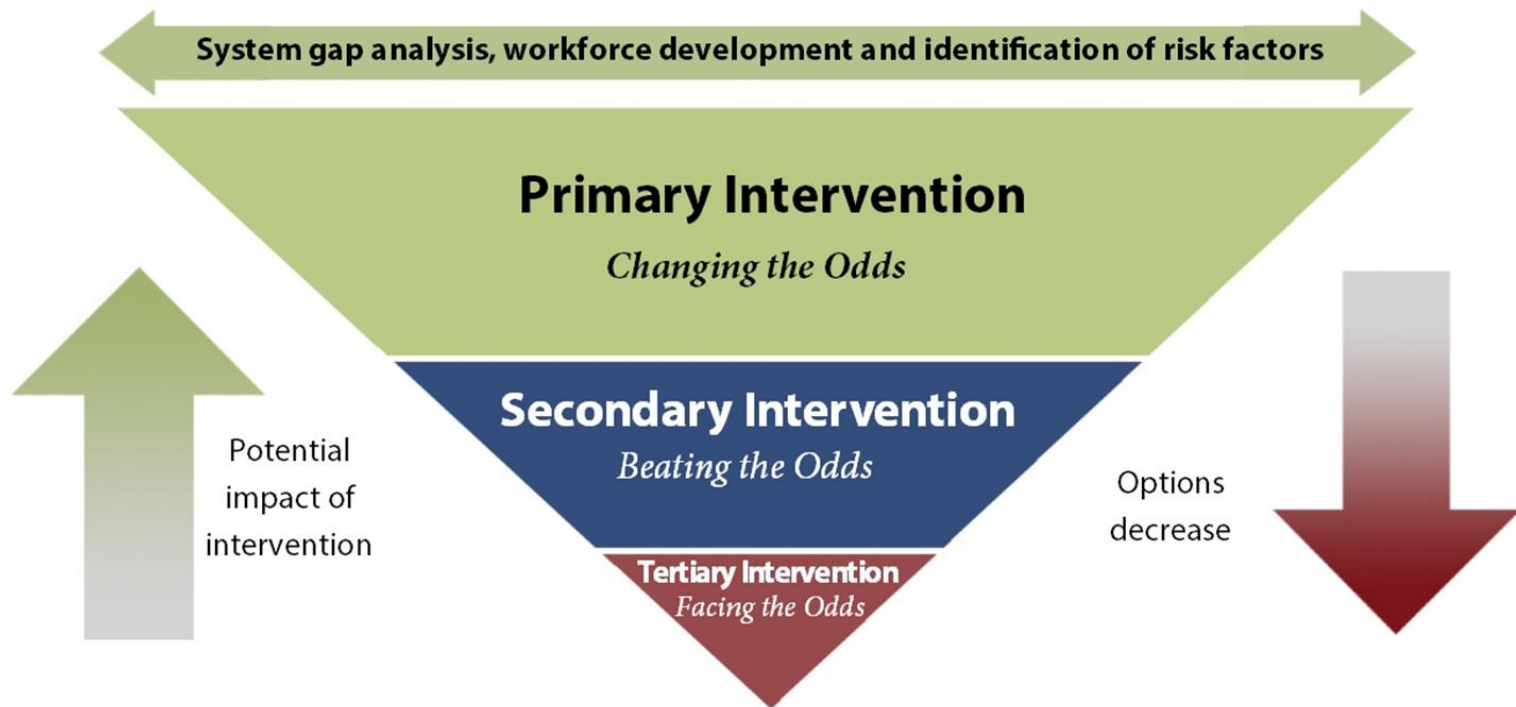 System gap analysis, workforce development and identification of risk factors
Primary Intervention
Changing the Odds
Secondary Intervention
Beating the Odds
Potential
impact of
intervention
Options
decrease
Tertiary Intervention
Facing the Odds